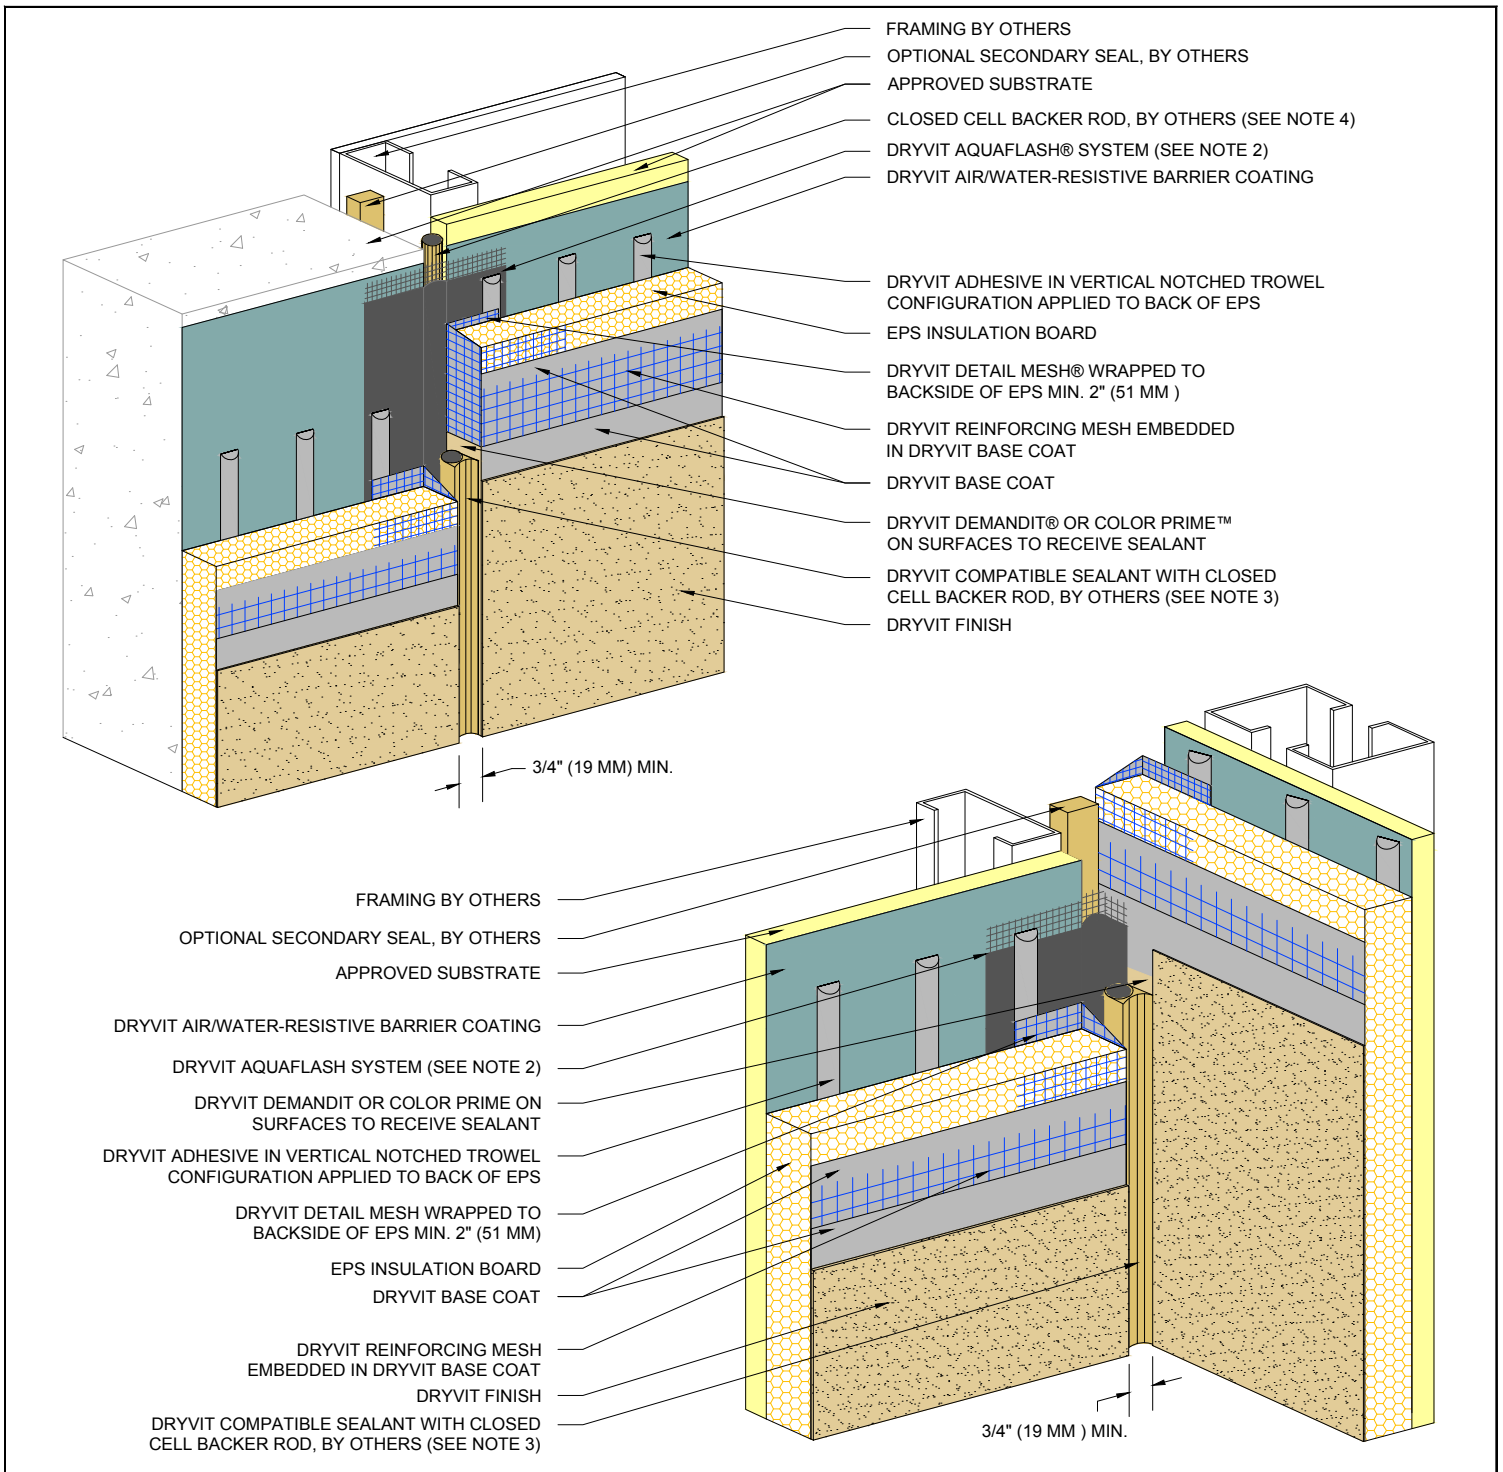 FRAMING BY OTHERS
OPTIONAL SECONDARY SEAL, BY OTHERS
APPROVED SUBSTRATE
CLOSED CELL BACKER ROD, BY OTHERS (SEE NOTE 4)
DRYVIT AQUAFLASH® SYSTEM (SEE NOTE 2)
DRYVIT AIR/WATER-RESISTIVE BARRIER COATING
DRYVIT ADHESIVE IN VERTICAL NOTCHED TROWEL
CONFIGURATION APPLIED TO BACK OF EPS
EPS INSULATION BOARD
DRYVIT DETAIL MESH® WRAPPED TO
BACKSIDE OF EPS MIN. 2" (51 MM )
DRYVIT REINFORCING MESH EMBEDDED
IN DRYVIT BASE COAT
DRYVIT BASE COAT
DRYVIT DEMANDIT® OR COLOR PRIME™
ON SURFACES TO RECEIVE SEALANT
DRYVIT COMPATIBLE SEALANT WITH CLOSED
CELL BACKER ROD, BY OTHERS (SEE NOTE 3)
DRYVIT FINISH
3/4" (19 MM) MIN.
FRAMING BY OTHERS
OPTIONAL SECONDARY SEAL, BY OTHERS
APPROVED SUBSTRATE
DRYVIT AIR/WATER-RESISTIVE BARRIER COATING
DRYVIT AQUAFLASH SYSTEM (SEE NOTE 2)
DRYVIT DEMANDIT OR COLOR PRIME ON
SURFACES TO RECEIVE SEALANT
DRYVIT ADHESIVE IN VERTICAL NOTCHED TROWEL
CONFIGURATION APPLIED TO BACK OF EPS
DRYVIT DETAIL MESH WRAPPED TO
BACKSIDE OF EPS MIN. 2" (51 MM)
EPS INSULATION BOARD
DRYVIT BASE COAT
DRYVIT REINFORCING MESH
EMBEDDED IN DRYVIT BASE COAT
DRYVIT FINISH
DRYVIT COMPATIBLE SEALANT WITH CLOSED
CELL BACKER ROD, BY OTHERS (SEE NOTE 3)
3/4" (19 MM ) MIN.